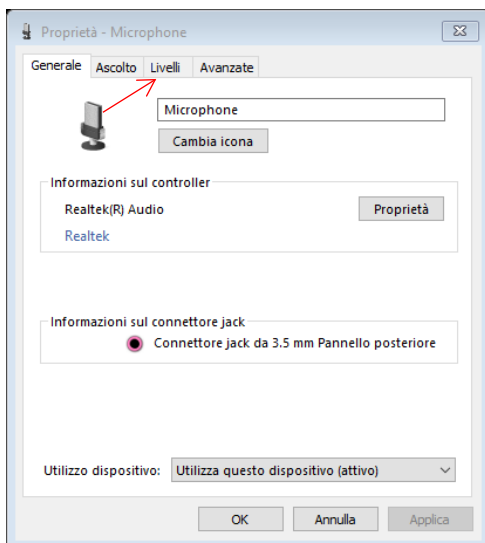 Proprietà - Microphone
Generale Ascolto Livelli Avanzate
Microphone
Cambia icona
Informazioni sul controller
Realtek(R) Audio Proprietà
Realtek
Informazioni sul connettore jack
Connettore jack da 3.5 mm Pannello posteriore
Utilizzo dispositivo: Utilizza questo dispositivo (attivo)
OK Annulla Applica